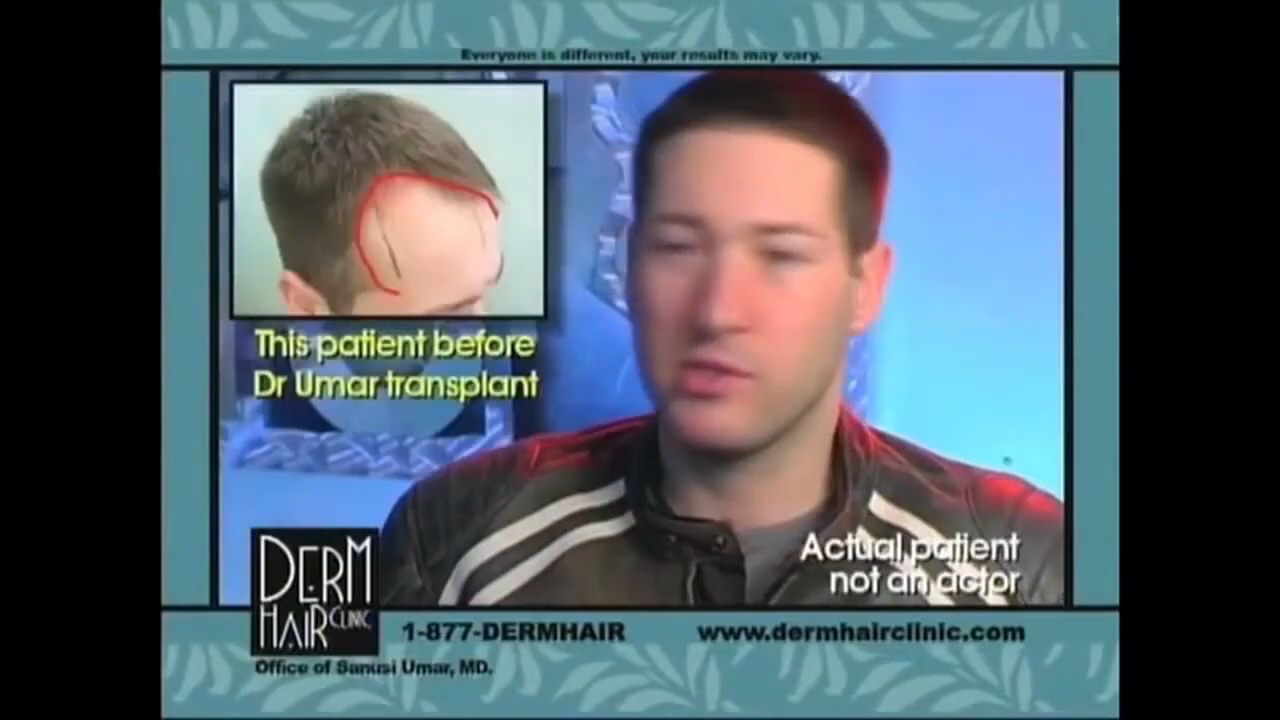 Everyone is different, your results may vary.
This patient before
Dr Umar transplant
Actual patient
not an actor
DERM
HAIR CLINIC
1-877-DERMHAIR
www.dermhairclinic.com
Office of Sanusi Umar, MD.